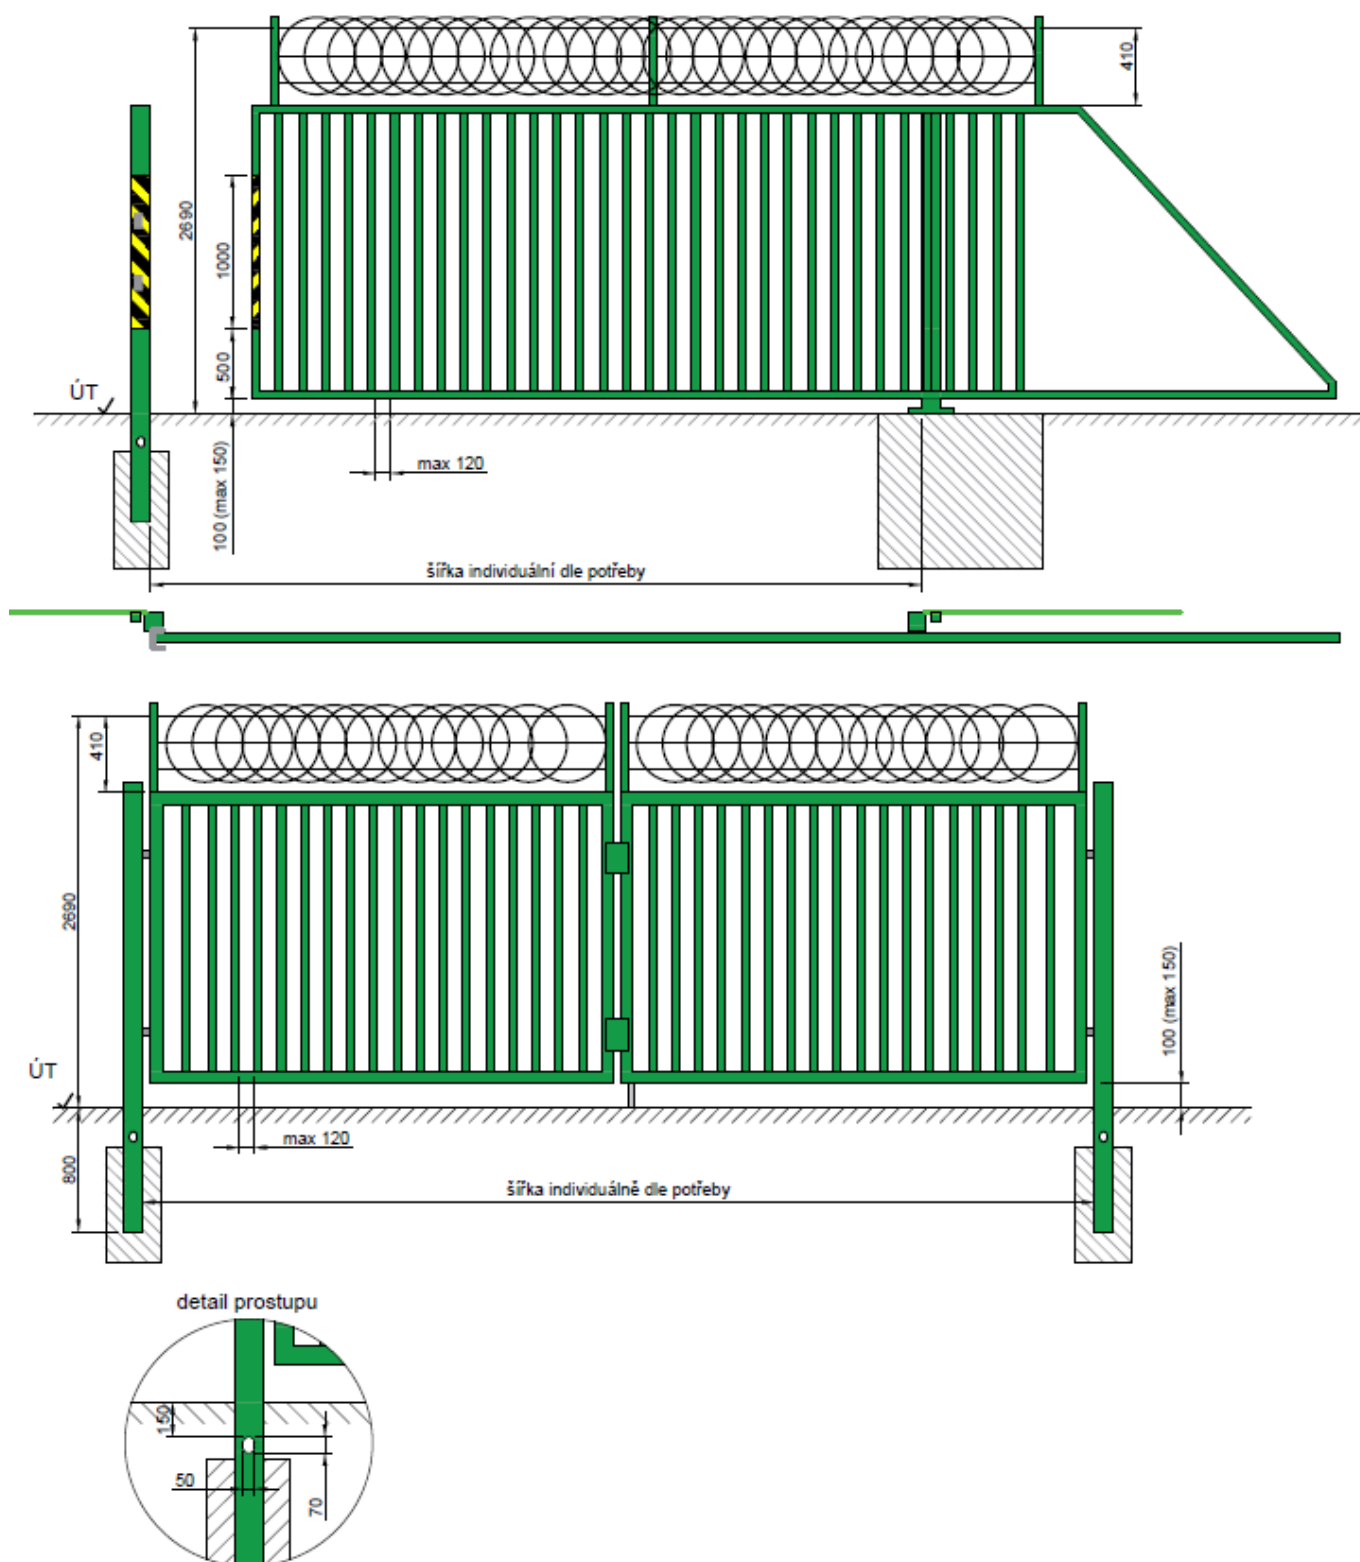 410
2690
1000
500
ÚT
100 (max 150)
max 120
šířka individuální dle potřeby
410
2690
100 (max 150)
ÚT
max 120
800
šířka individuálně dle potřeby
detail prostupu
150
50
70